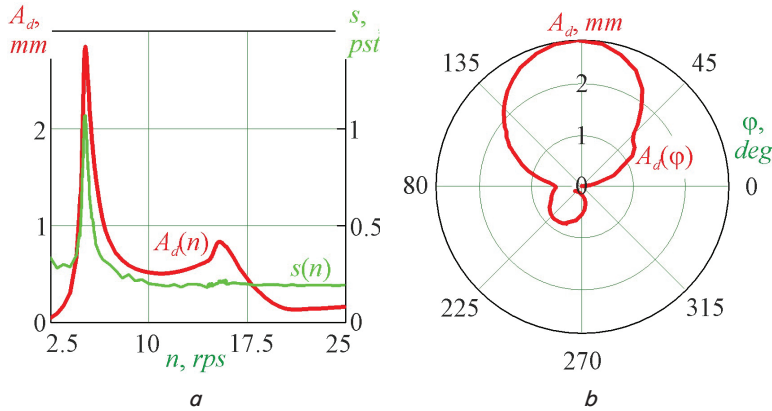 A_d, mm
s, pst
2
1
0
1
0.5
0
A_d(n)
s(n)
2.5 10 17.5 25
n, rps
a
A_d, mm
135
45
2
1
0
A_d(φ)
φ, deg
80
0
225
315
270
b